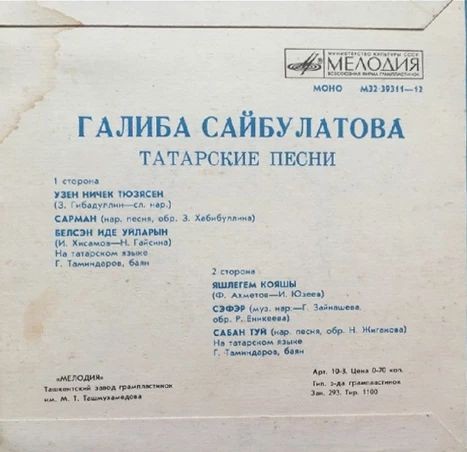 МИНИСТЕРСТВО КУЛЬТУРЫ СССР
МЕЛОДИЯ
ВСЕСОЮЗНАЯ ФИРМА ГРАМПЛАСТИНОК
МОНО М32-39311—12
ГАЛИБА САЙБУЛАТОВА
ТАТАРСКИЕ ПЕСНИ
1 сторона
УЗЕН НИЧЕК ТЮЗЯСЕН
(З. Гибадуллин—сл. нар.)
САРМАН (нар. песня, обр. З. Хабибуллина)
БЕЛСЭН ИДЕ УЙЛАРЫН
(И. Хисамов—Н. Гайсина)
На татарском языке
Г. Таминдаров, баян
2 сторона
ЯШЛЕГЕМ КОЯШЫ
(Ф. Ахметов—И. Юзеев)
СЭФЭР (муз. нар.—Г. Зайнашева,
обр. Р. Еникеева)
САБАН ТУЙ (нар. песня, обр. Н. Жиганова)
На татарском языке
Г. Таминдаров, баян
«МЕЛОДИЯ»
Ташкентский завод грампластинок
им. М. Т. Ташмухамедова
Арт. 10-3. Цена 0-70 коп.
Тип. з-да грампластинок
Зак. 293. Тир. 1100